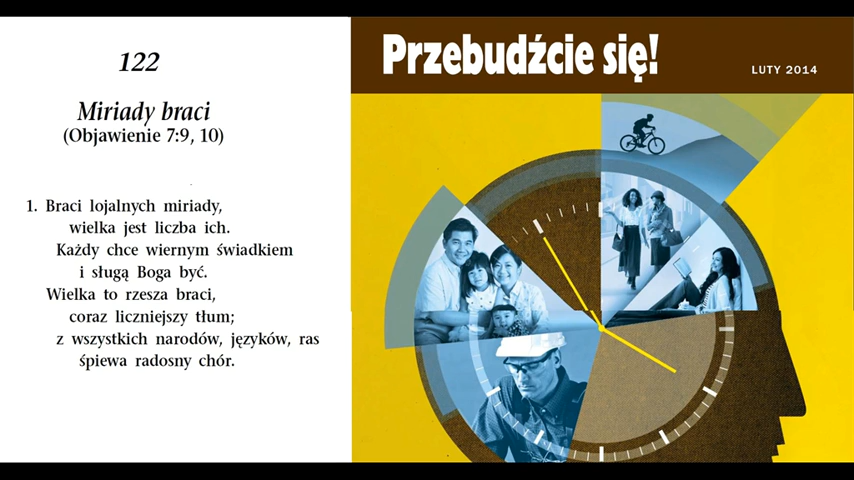 122
Miriady braci
(Objawienie 7:9, 10)
1. Braci lojalnych miriady,
wielka jest liczba ich.
Każdy chce wiernym świadkiem
i sługą Boga być.
Wielka to rzesza braci,
coraz liczniejszy tłum;
z wszystkich narodów, języków, ras
śpiewa radosny chór.
Przebudźcie się!
LUTY 2014